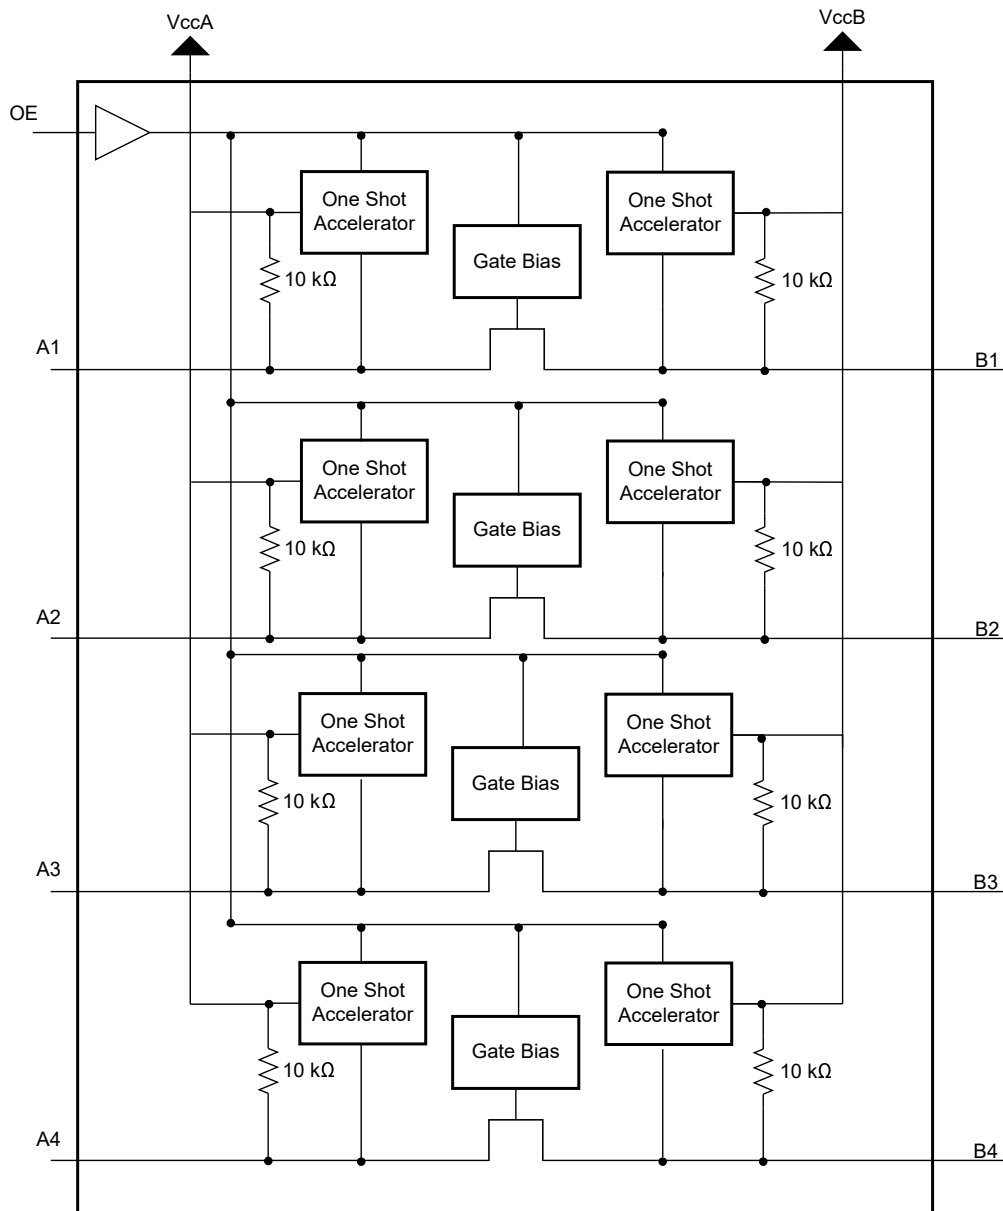 VccA
VccB
OE
One Shot
Accelerator
One Shot
Accelerator
Gate Bias
10 kΩ
10 kΩ
A1
B1
One Shot
Accelerator
One Shot
Accelerator
Gate Bias
10 kΩ
10 kΩ
A2
B2
One Shot
Accelerator
One Shot
Accelerator
Gate Bias
10 kΩ
10 kΩ
A3
B3
One Shot
Accelerator
One Shot
Accelerator
Gate Bias
10 kΩ
10 kΩ
A4
B4